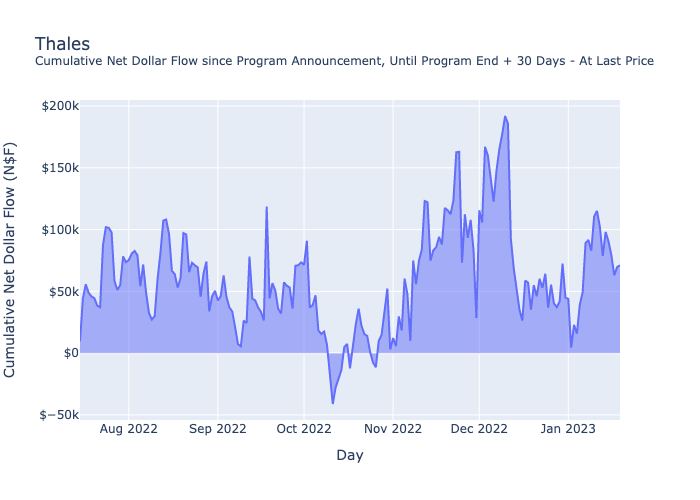 Thales
Cumulative Net Dollar Flow since Program Announcement, Until Program End + 30 Days - At Last Price
Cumulative Net Dollar Flow (N$F)
$200k
$150k
$100k
$50k
$0
$−50k
Aug 2022 Sep 2022 Oct 2022 Nov 2022 Dec 2022 Jan 2023
Day